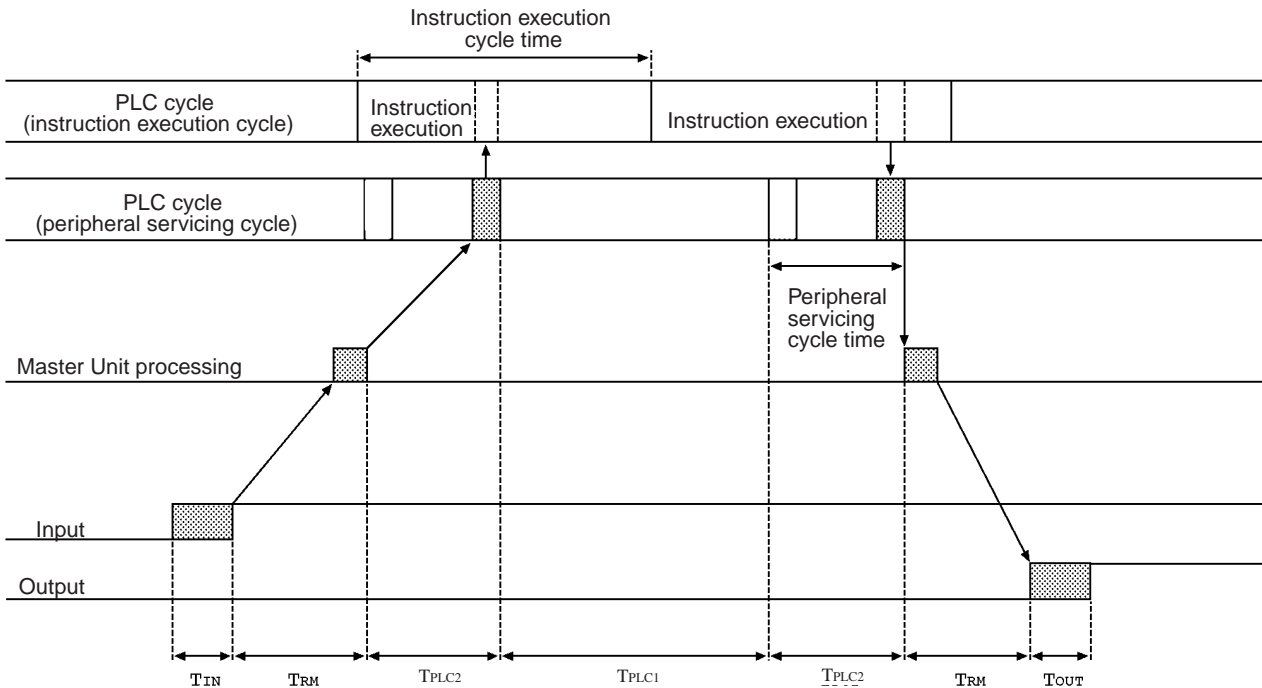 Instruction execution
cycle time
PLC cycle
(instruction execution cycle)
Instruction
execution
Instruction execution
PLC cycle
(peripheral servicing cycle)
Peripheral
servicing
cycle time
Master Unit processing
Input
Output
TIN TRM TPLC2 TPLC1 TPLC2 TRM TOUT